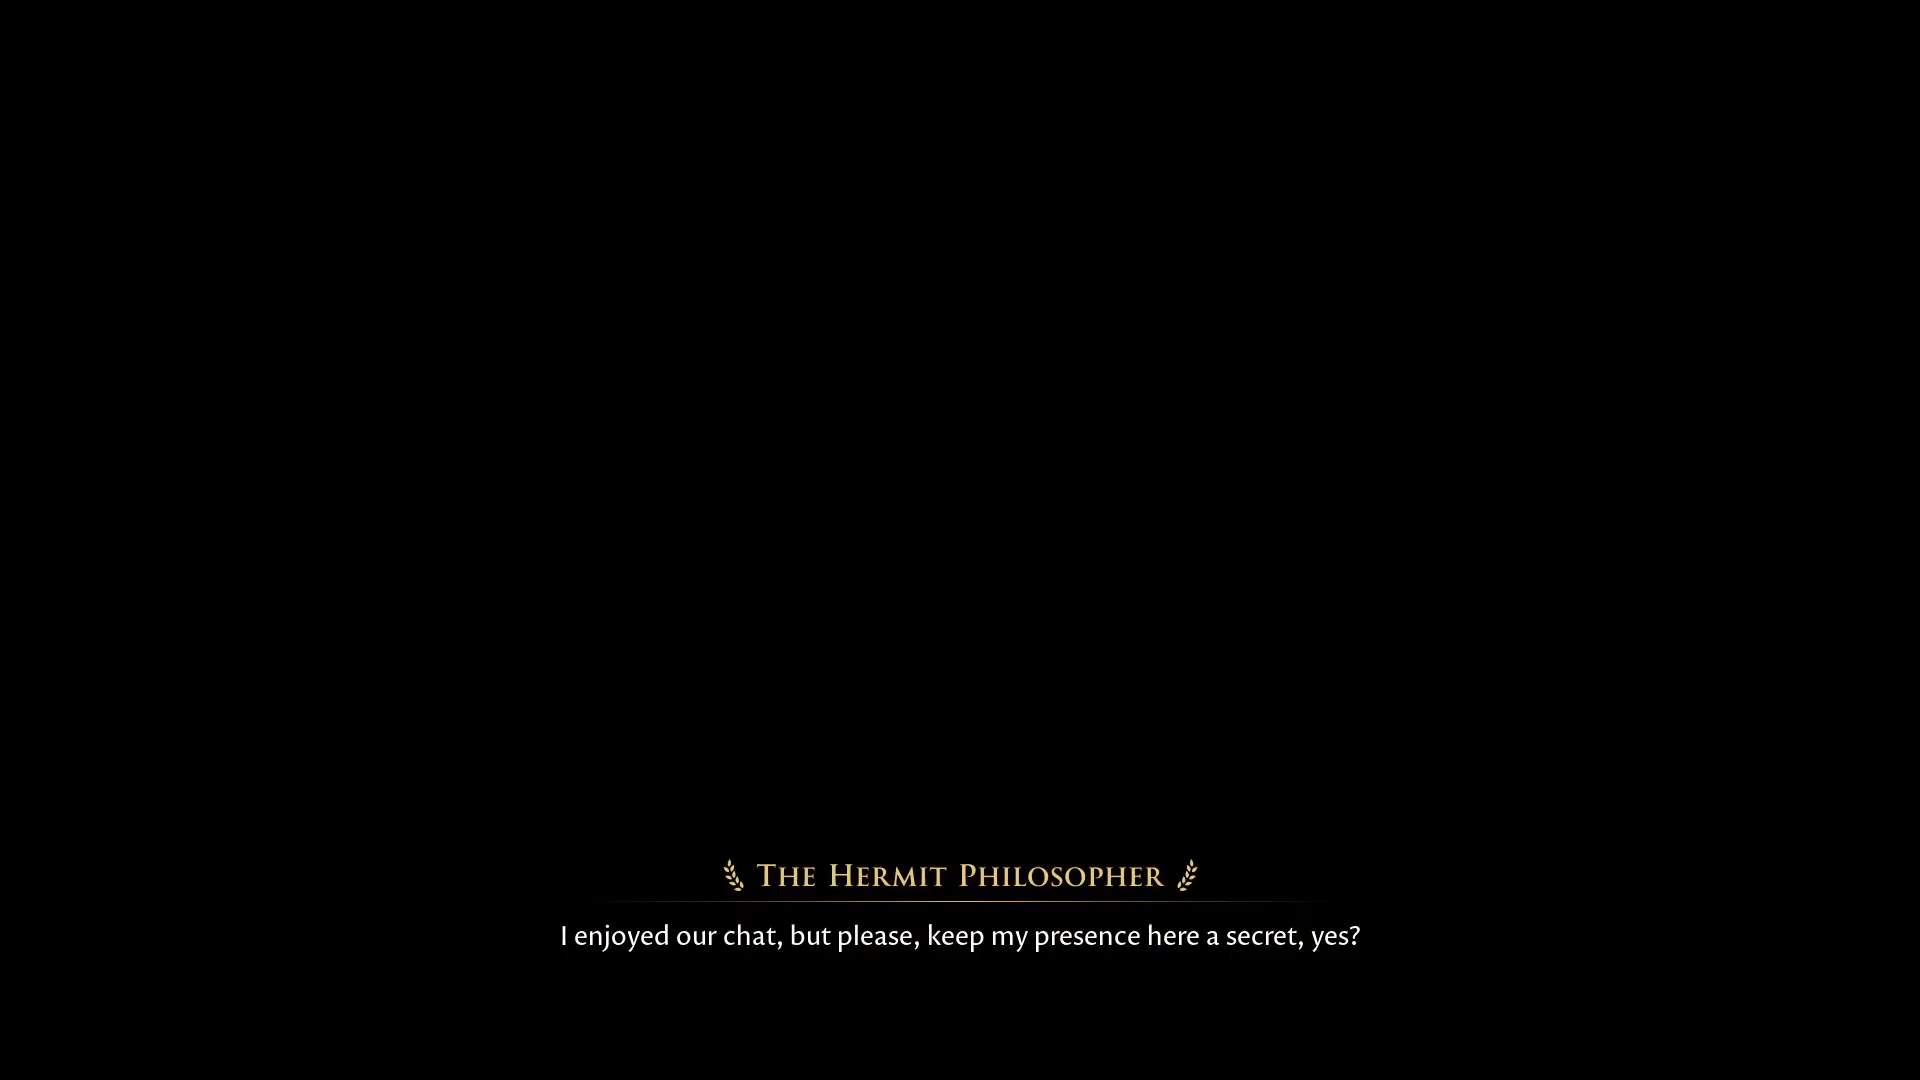 The Hermit Philosopher
I enjoyed our chat, but please, keep my presence here a secret, yes?